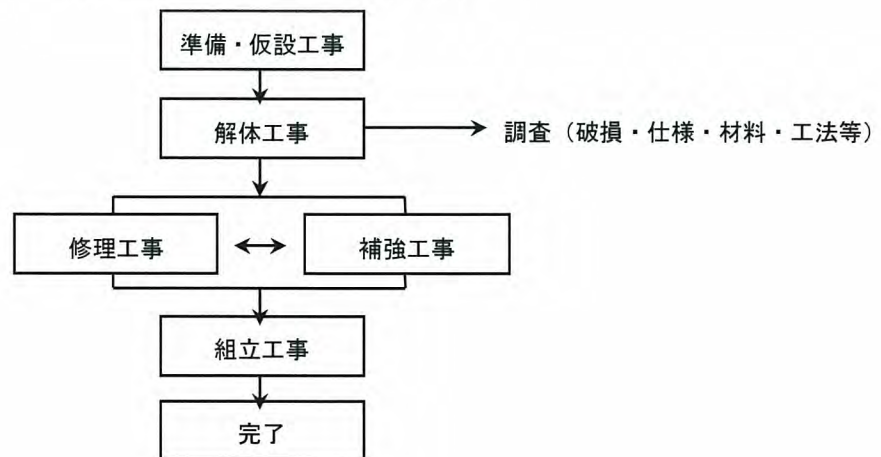 準備・仮設工事
解体工事
調査（破損・仕様・材料・工法等）
修理工事
補強工事
組立工事
完了